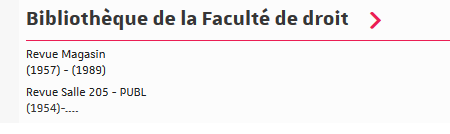 Bibliothèque de la Faculté de droit
Revue Magasin
(1957) - (1989)
Revue Salle 205 - PUBL
(1954)-....